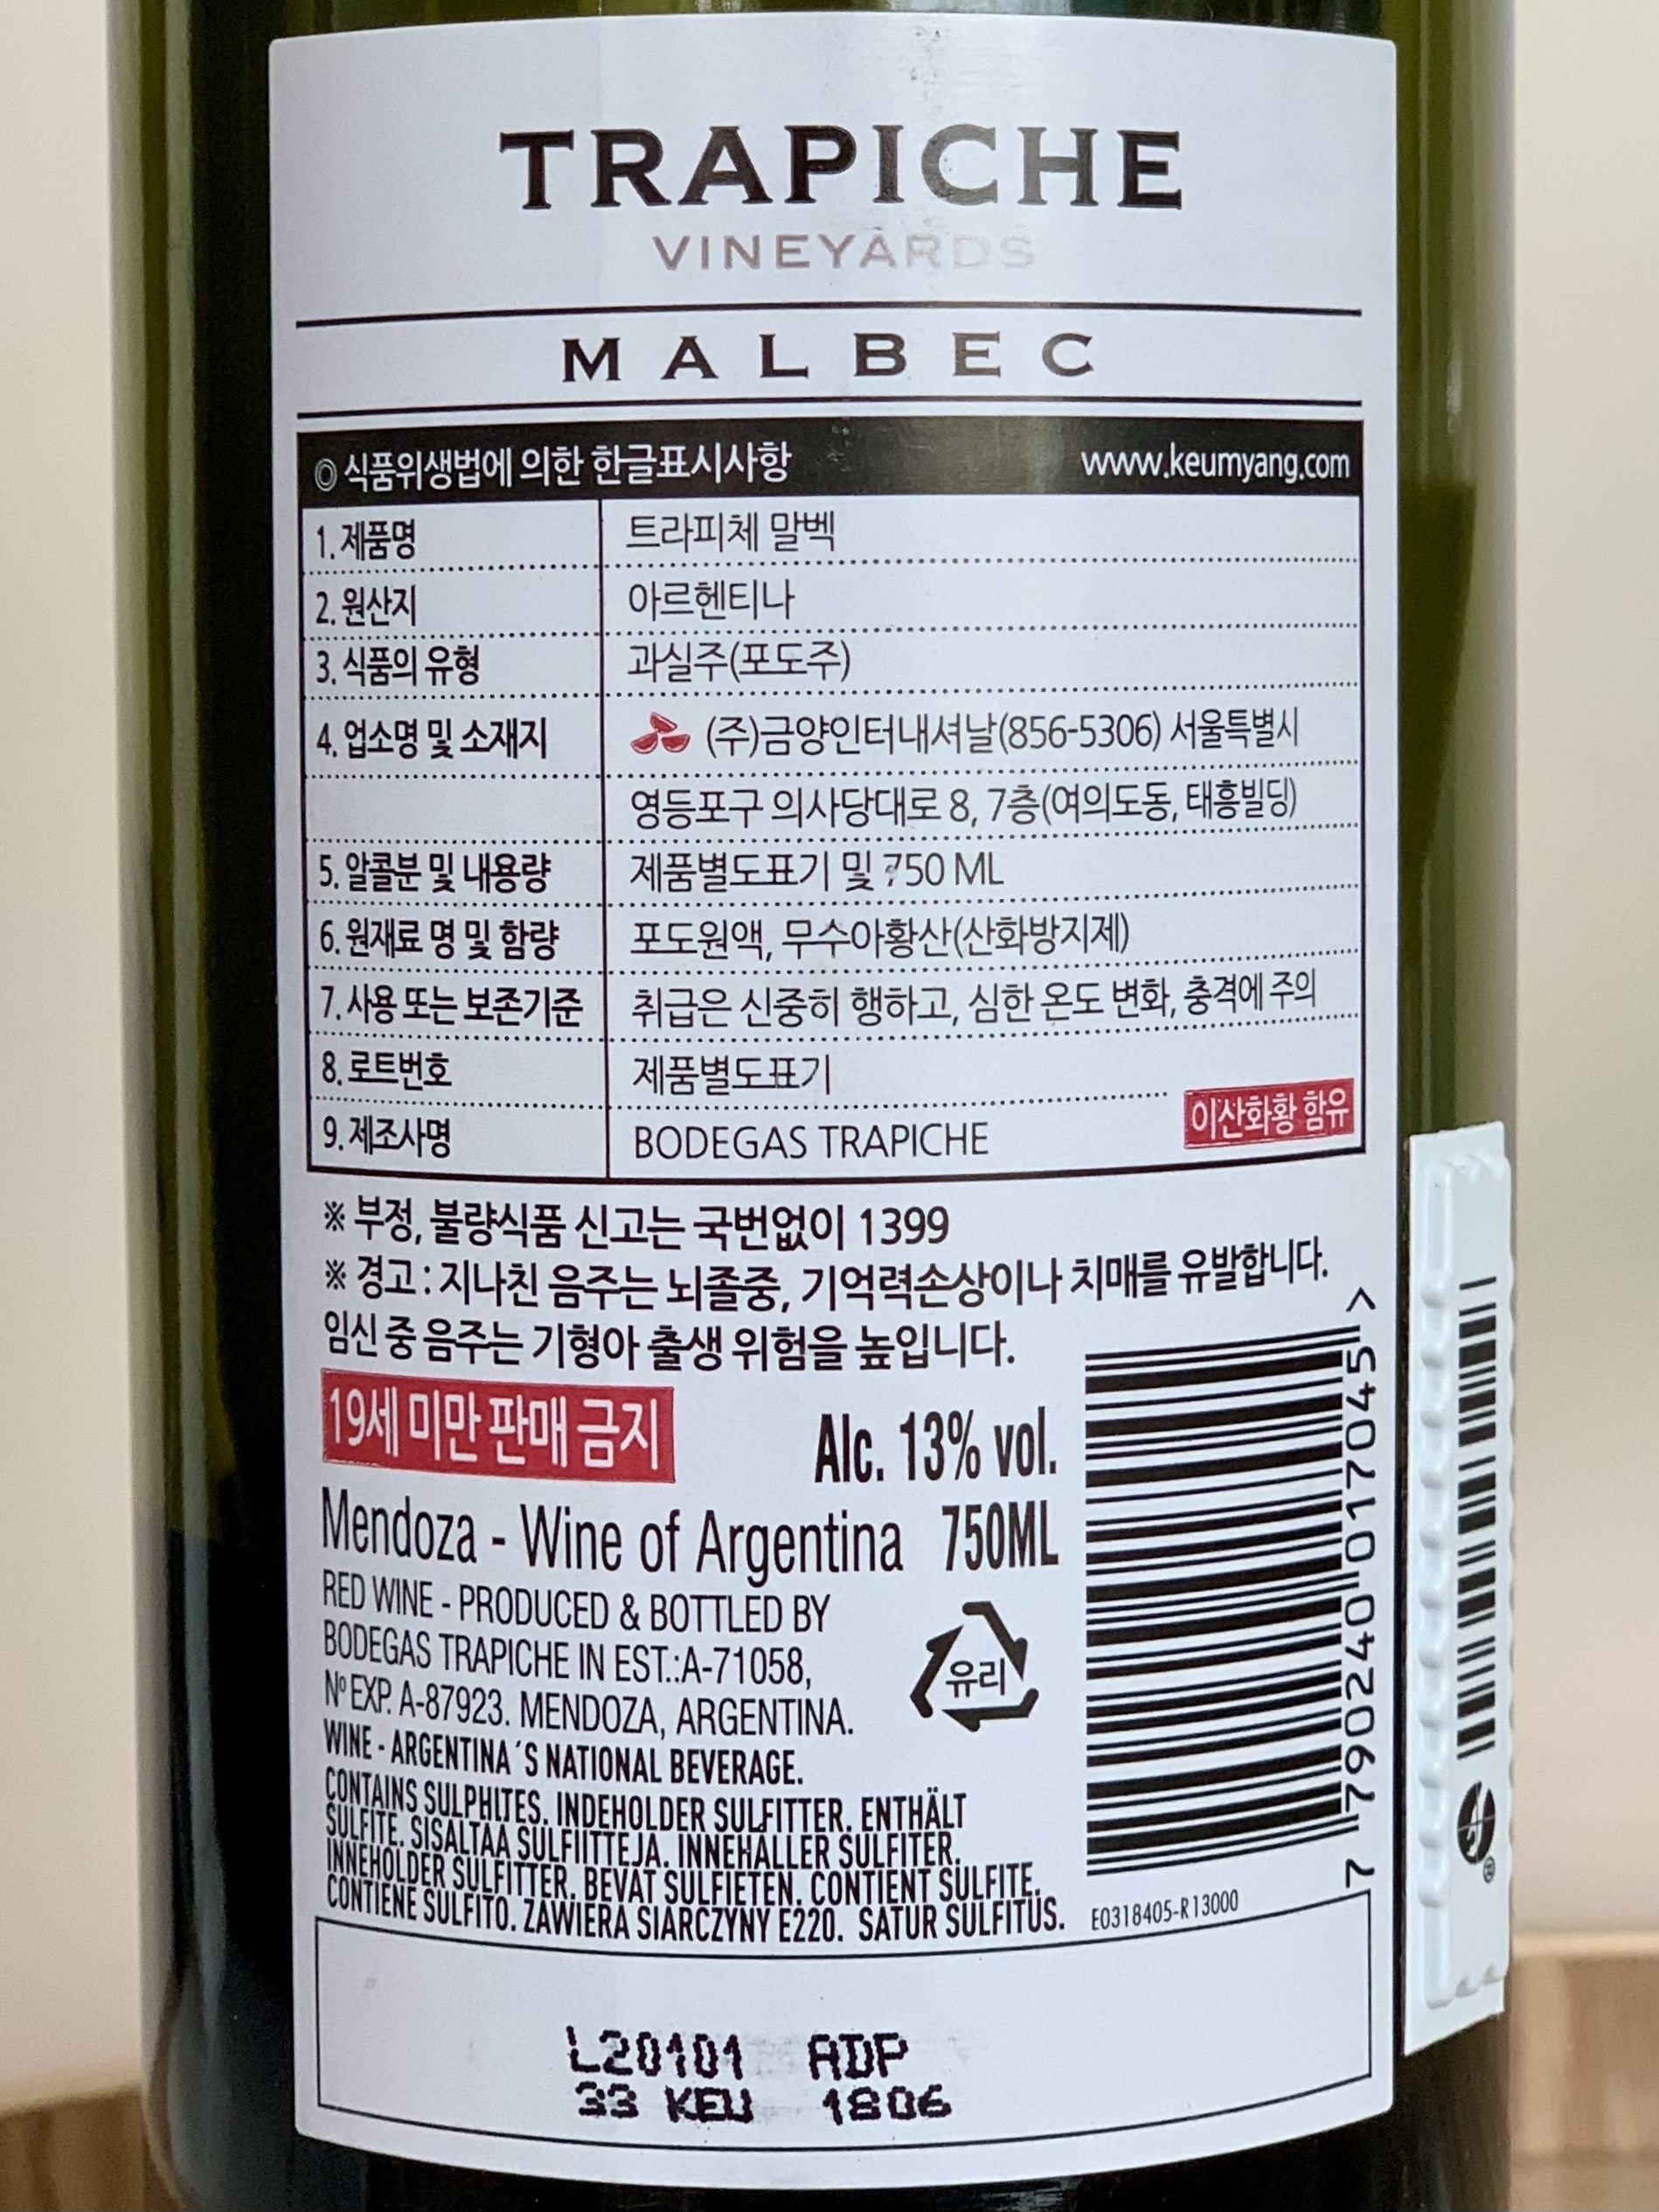 TRAPICHE
VINEYARDS
MALBEC
◎ 식품위생법에 의한 한글표시사항 www.keumyang.com
1. 제품명 트라피체 말벡
2. 원산지 아르헨티나
3. 식품의 유형 과실주(포도주)
4. 업소명 및 소재지 (주)금양인터내셔날(856-5306) 서울특별시
영등포구 의사당대로 8, 7층(여의도동, 태흥빌딩)
5. 알콜분 및 내용량 제품별도표기 및 750 ML
6. 원재료 명 및 함량 포도원액, 무수아황산(산화방지제)
7. 사용 또는 보존기준 취급은 신중히 행하고, 심한 온도 변화, 충격에 주의
8. 로트번호 제품별도표기
이산화황 함유
9. 제조사명 BODEGAS TRAPICHE
※ 부정, 불량식품 신고는 국번없이 1399
※ 경고 : 지나친 음주는 뇌졸중, 기억력손상이나 치매를 유발합니다.
임신 중 음주는 기형아 출생 위험을 높입니다.
19세 미만 판매 금지 Alc. 13% vol.
Mendoza - Wine of Argentina 750ML
RED WINE - PRODUCED & BOTTLED BY
BODEGAS TRAPICHE IN EST.:A-71058,
Nº EXP. A-87923. MENDOZA, ARGENTINA.
유리
WINE - ARGENTINA´S NATIONAL BEVERAGE.
CONTAINS SULPHITES. INDEHOLDER SULFITTER. ENTHÄLT
SULFITE. SISALTAA SULFIITTEJA. INNEHÅLLER SULFITER.
INNEHOLDER SULFITTER. BEVAT SULFIETEN. CONTIENT SULFITE.
CONTIENE SULFITO. ZAWIERA SIARCZYNY E220. SATUR SULFITUS.
E0318405-R13000
7 790240 017045 >
L20101 ADP
33 KEU 1806